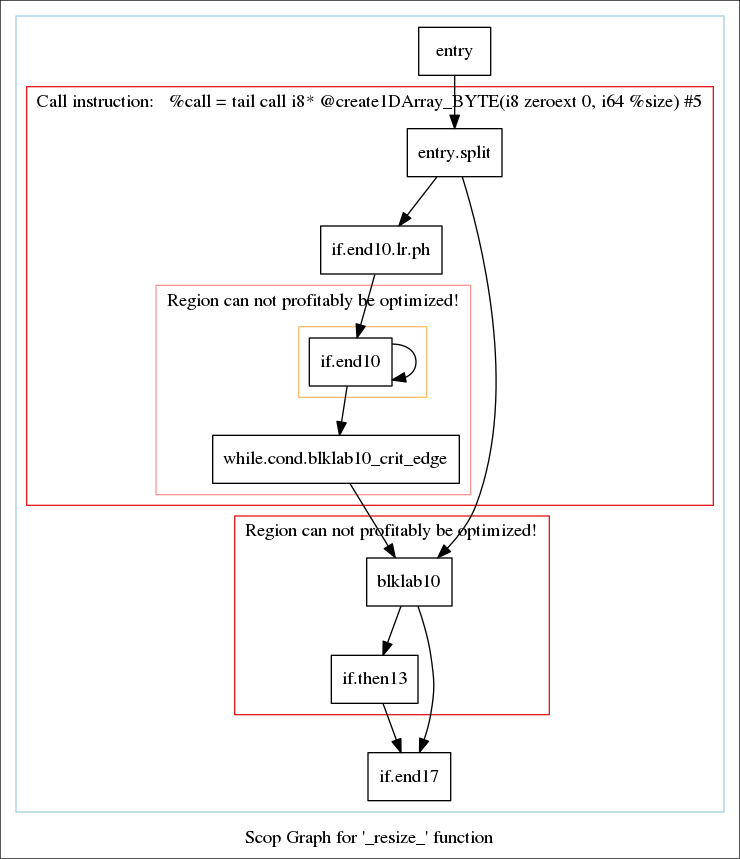 entry
Call instruction:   %call = tail call i8* @create1DArray_BYTE(i8 zeroext 0, i64 %size) #5
entry.split
if.end10.lr.ph
Region can not profitably be optimized!
if.end10
while.cond.blklab10_crit_edge
Region can not profitably be optimized!
blklab10
if.then13
if.end17
Scop Graph for '_resize_' function